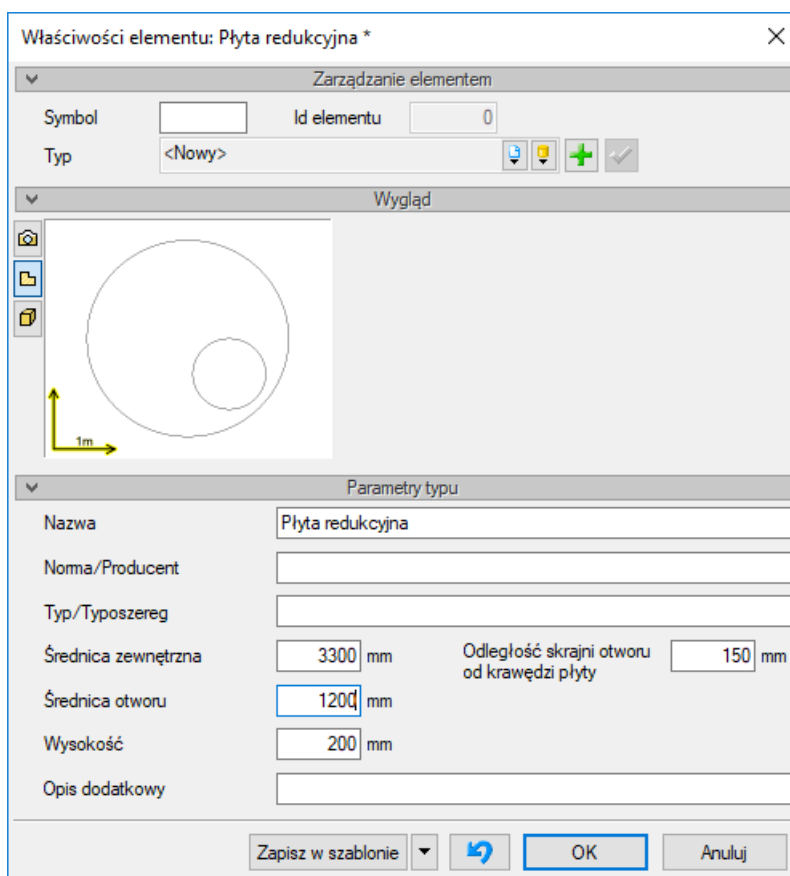 Właściwości elementu: Płyta redukcyjna *
Zarządzanie elementem
Symbol Id elementu 0
Typ <Nowy>
Wygląd
1m
Parametry typu
Nazwa Płyta redukcyjna
Norma/Producent
Typ/Typoszereg
Średnica zewnętrzna 3300 mm Odległość skrajni otworu 150 mm
od krawędzi płyty
Średnica otworu 1200 mm
Wysokość 200 mm
Opis dodatkowy
Zapisz w szablonie OK Anuluj